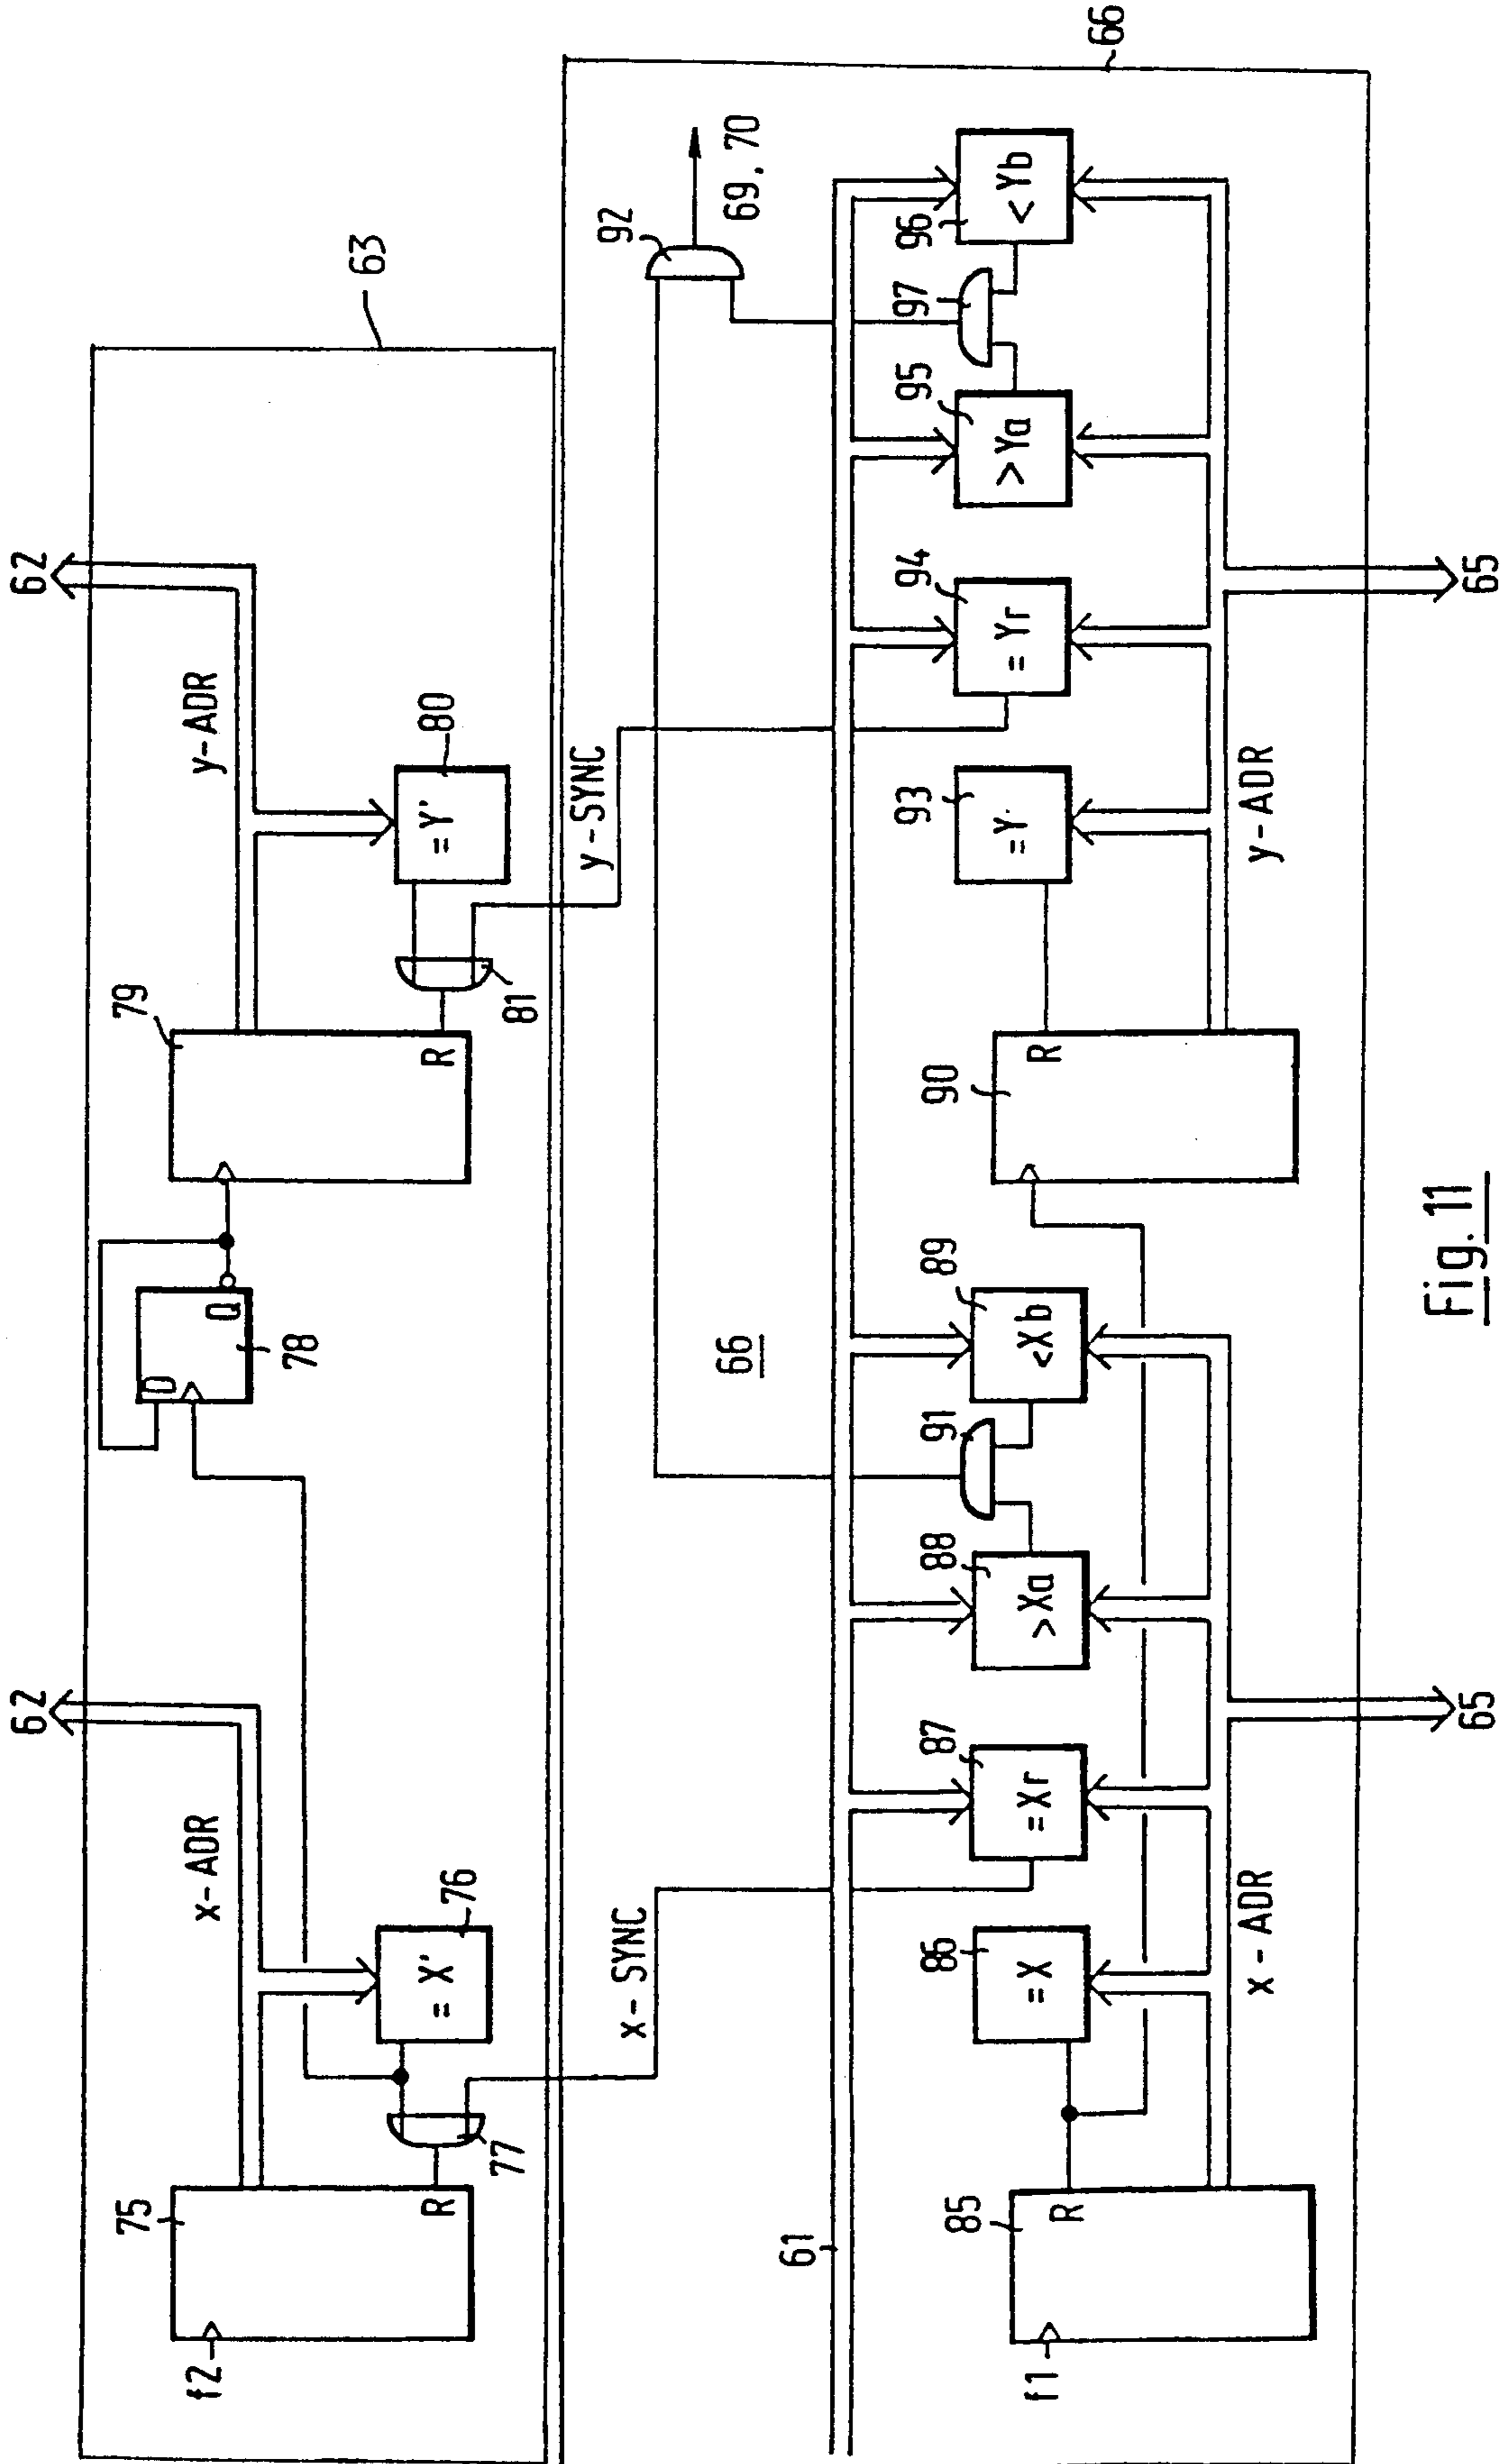 62
62
63
x-ADR
y-ADR
75
f2
R
= X'
76
77
D
Q
78
79
R
= Y'
80
81
x-SYNC
y-SYNC
66
92
69, 70
66
61
85
f1
R
86
= X
87
= Xr
88
> Xa
91
89
< Xb
90
R
93
= Y
94
= Yr
95
> Ya
97
96
< Yb
x-ADR
y-ADR
65
65
Fig. 11